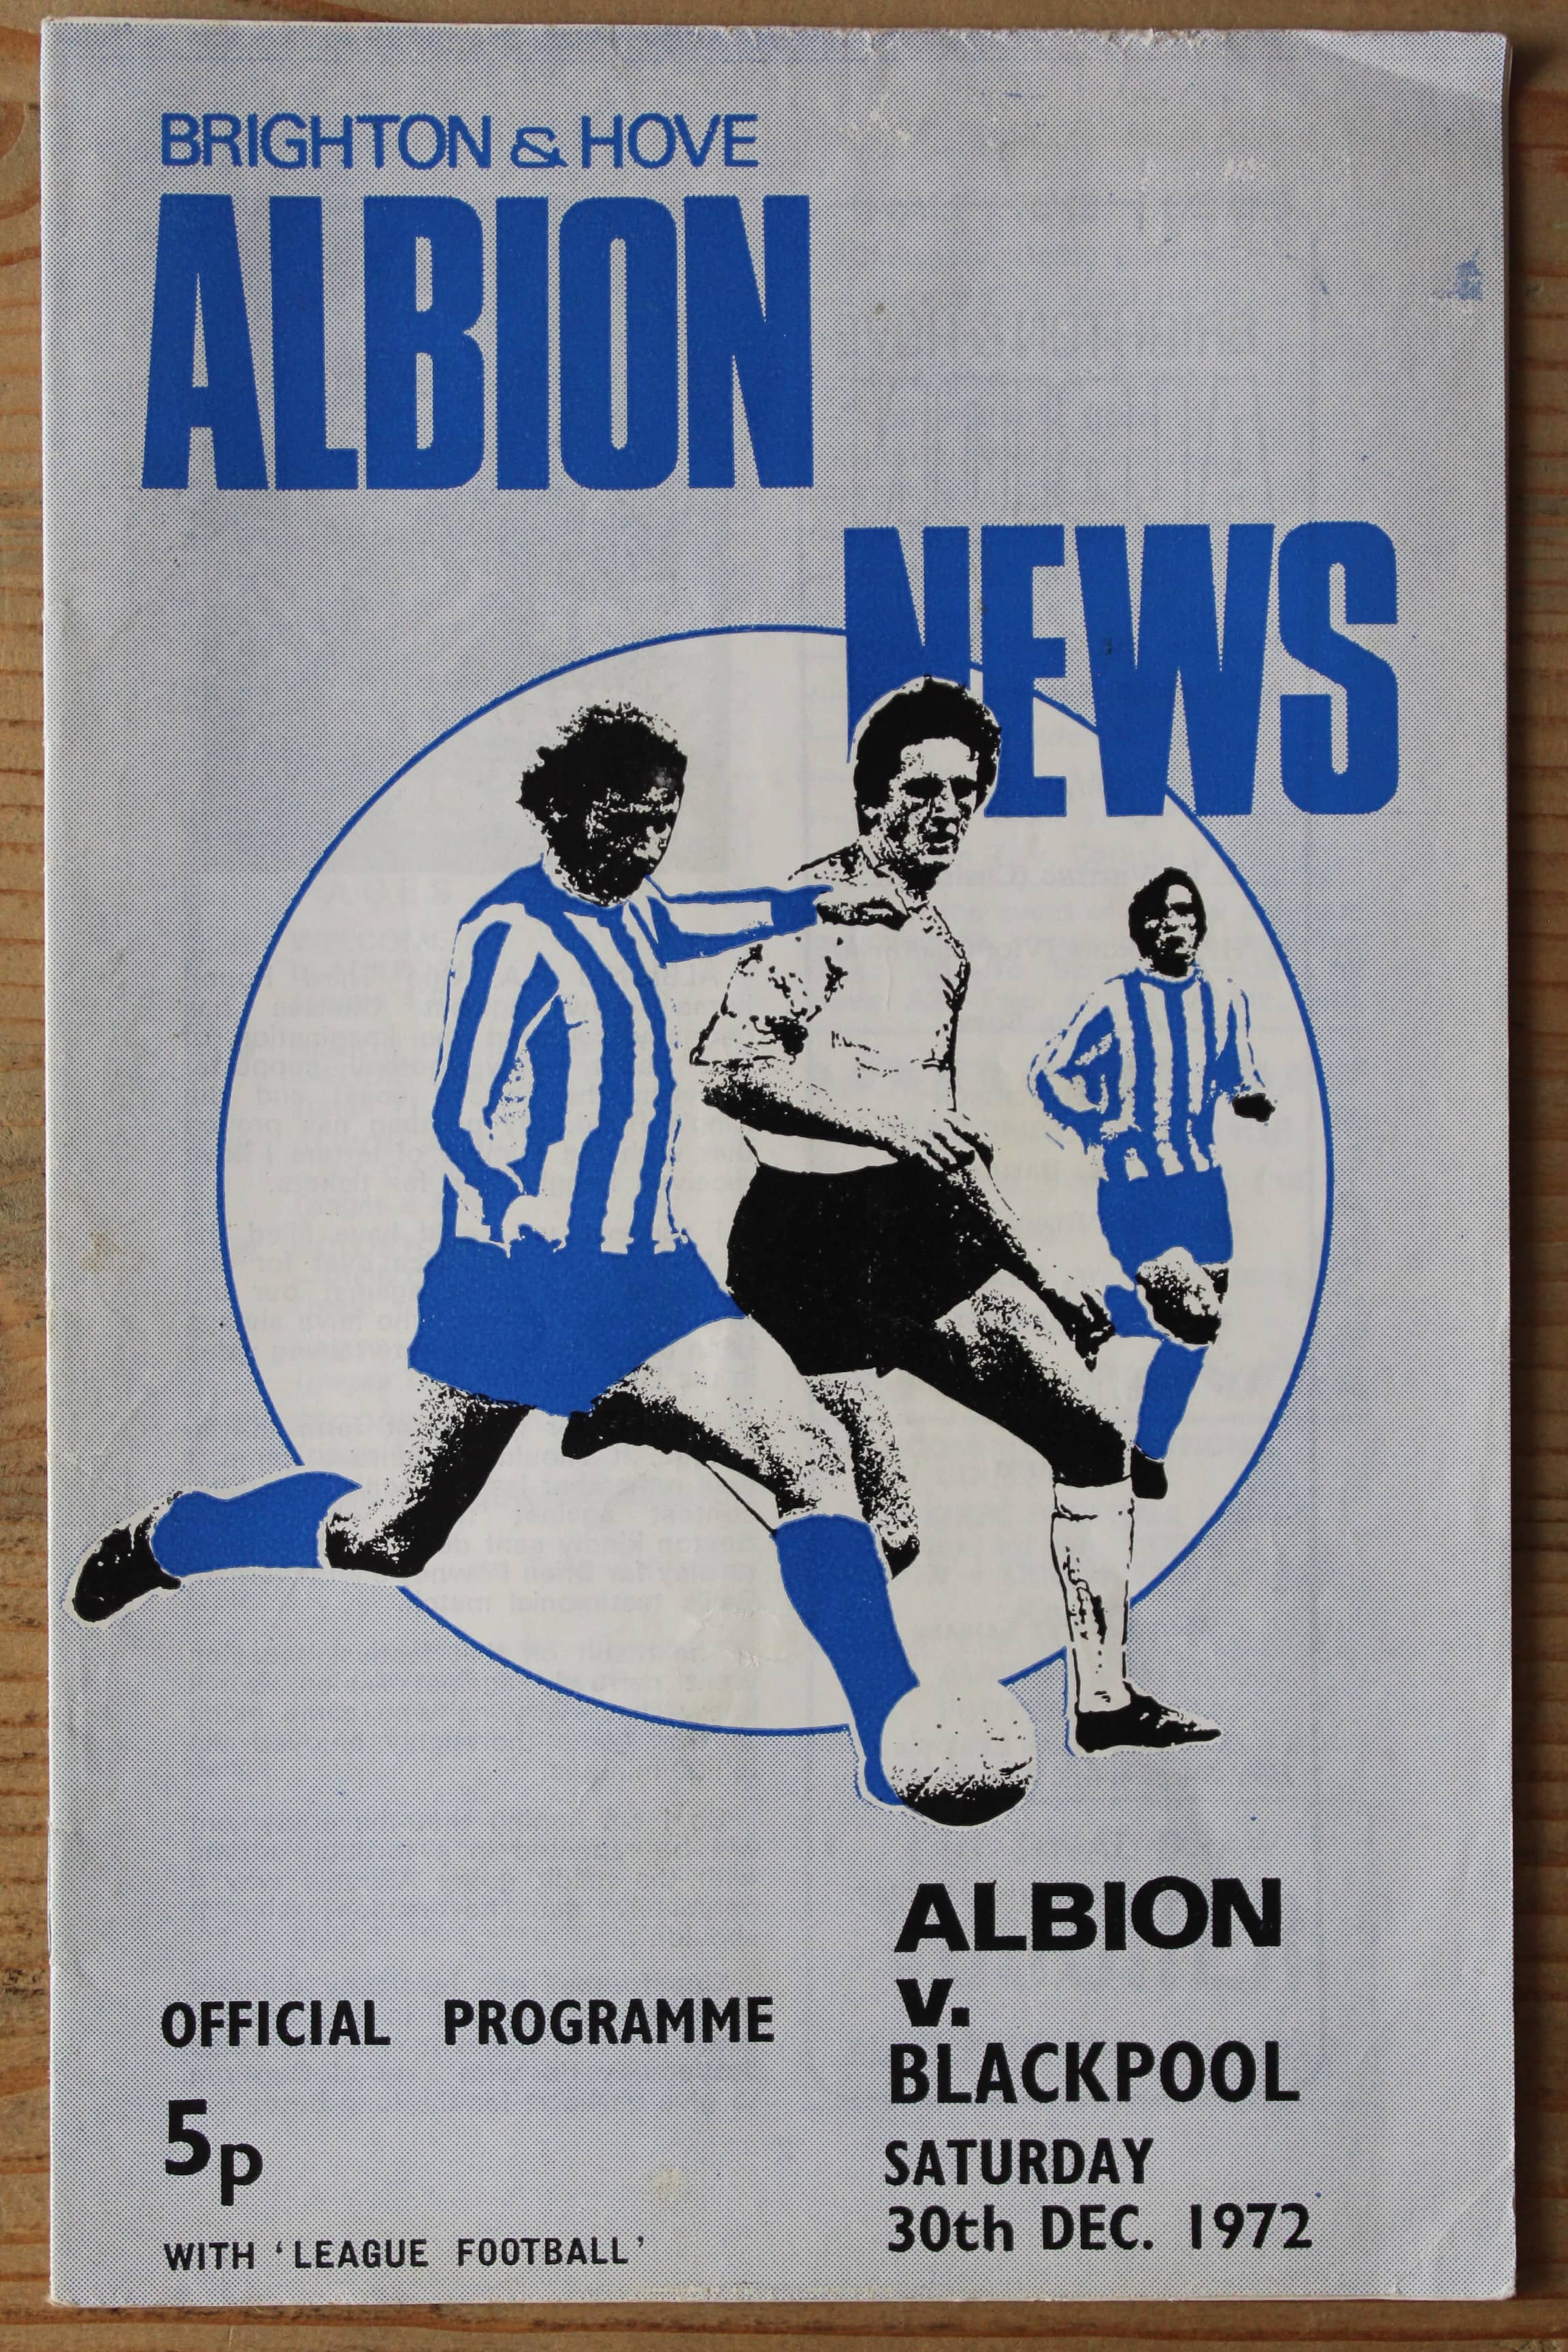 BRIGHTON & HOVE
ALBION
NEWS
ALBION
v.
BLACKPOOL
SATURDAY
30th DEC. 1972
OFFICIAL PROGRAMME
5p
WITH ‘LEAGUE FOOTBALL’